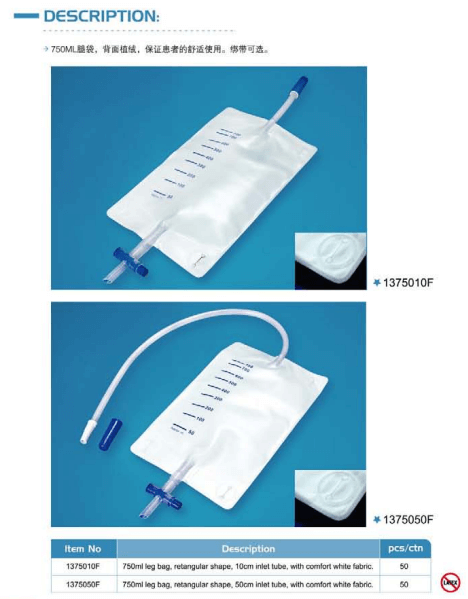 DESCRIPTION:
750ML腿袋，背面植绒，保证患者的舒适使用。绑带可选。
1375010F
1375050F
Item No Description pcs/ctn
1375010F 750ml leg bag, retangular shape, 10cm inlet tube, with comfort white fabric. 50
1375050F 750ml leg bag, retangular shape, 50cm inlet tube, with comfort white fabric. 50
LATEX